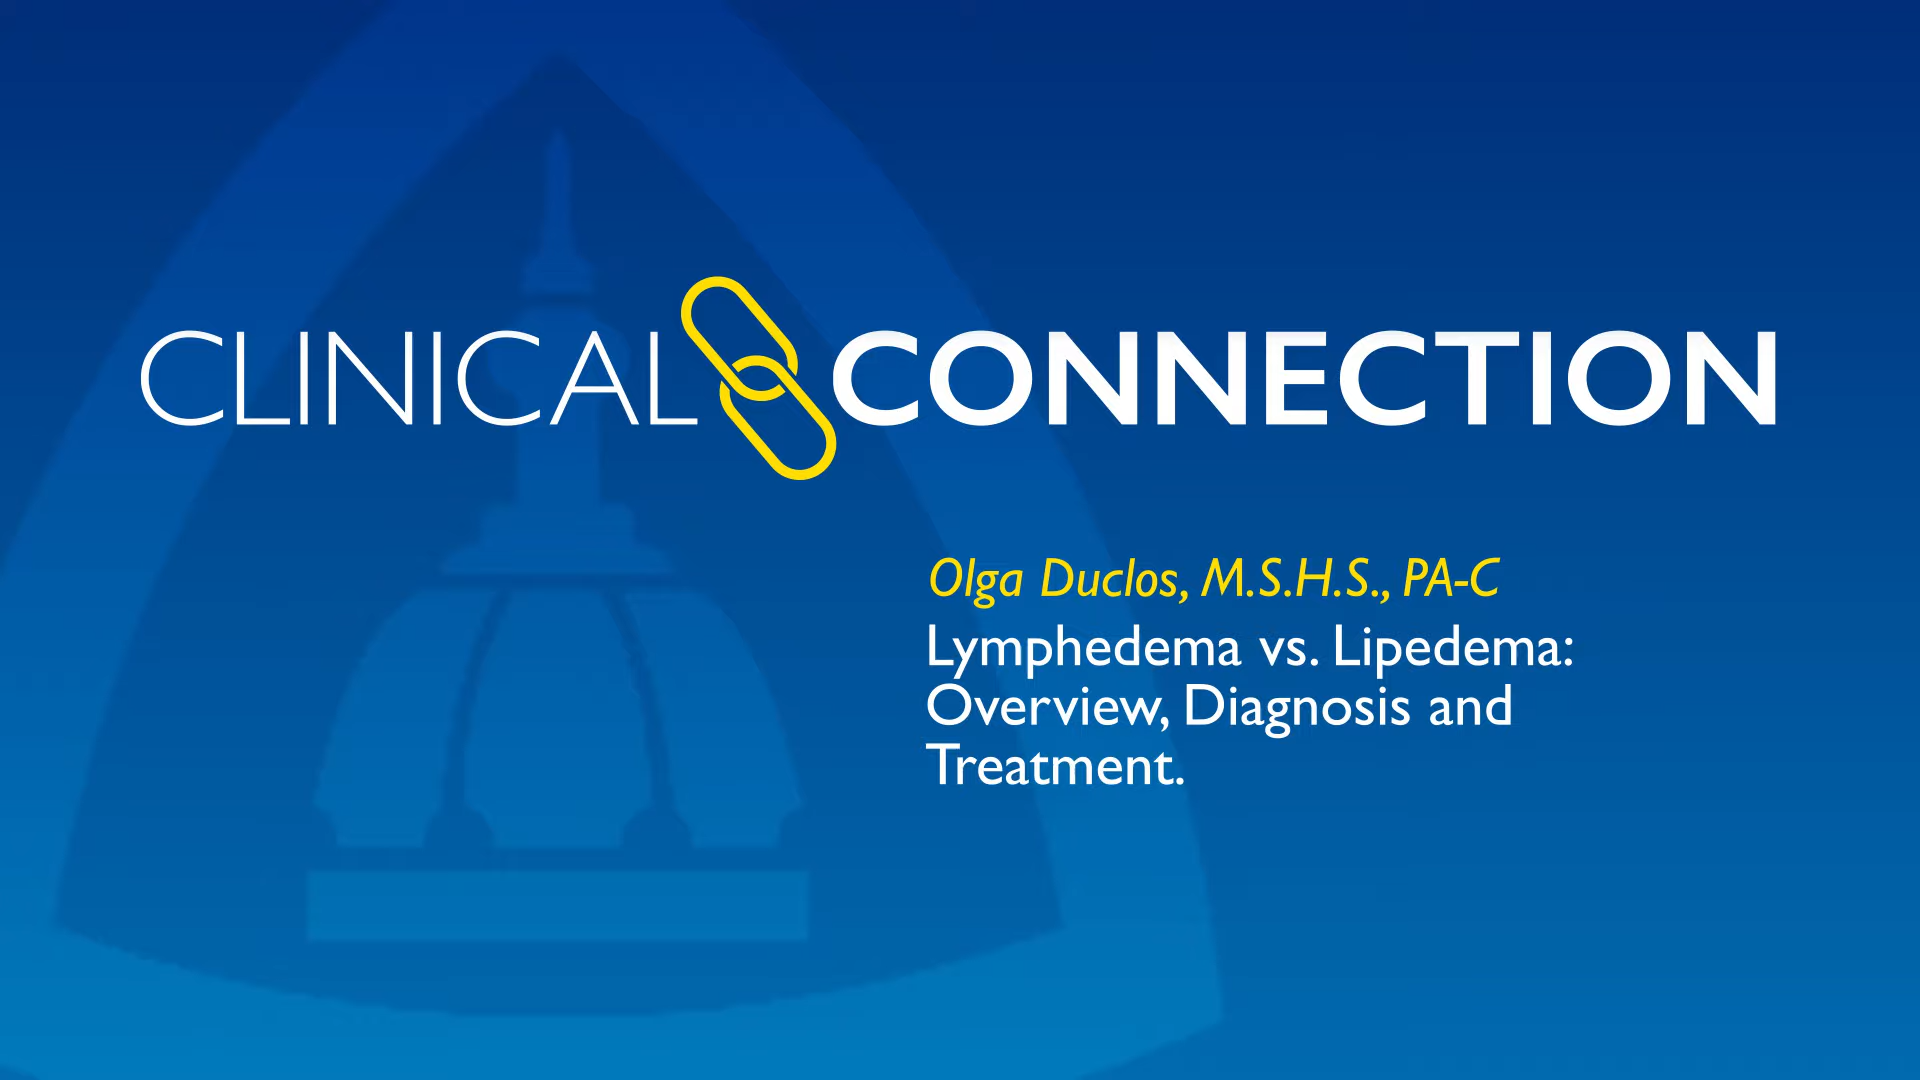 CLINICAL CONNECTION
Olga Duclos, M.S.H.S., PA-C
Lymphedema vs. Lipedema:
Overview, Diagnosis and
Treatment.